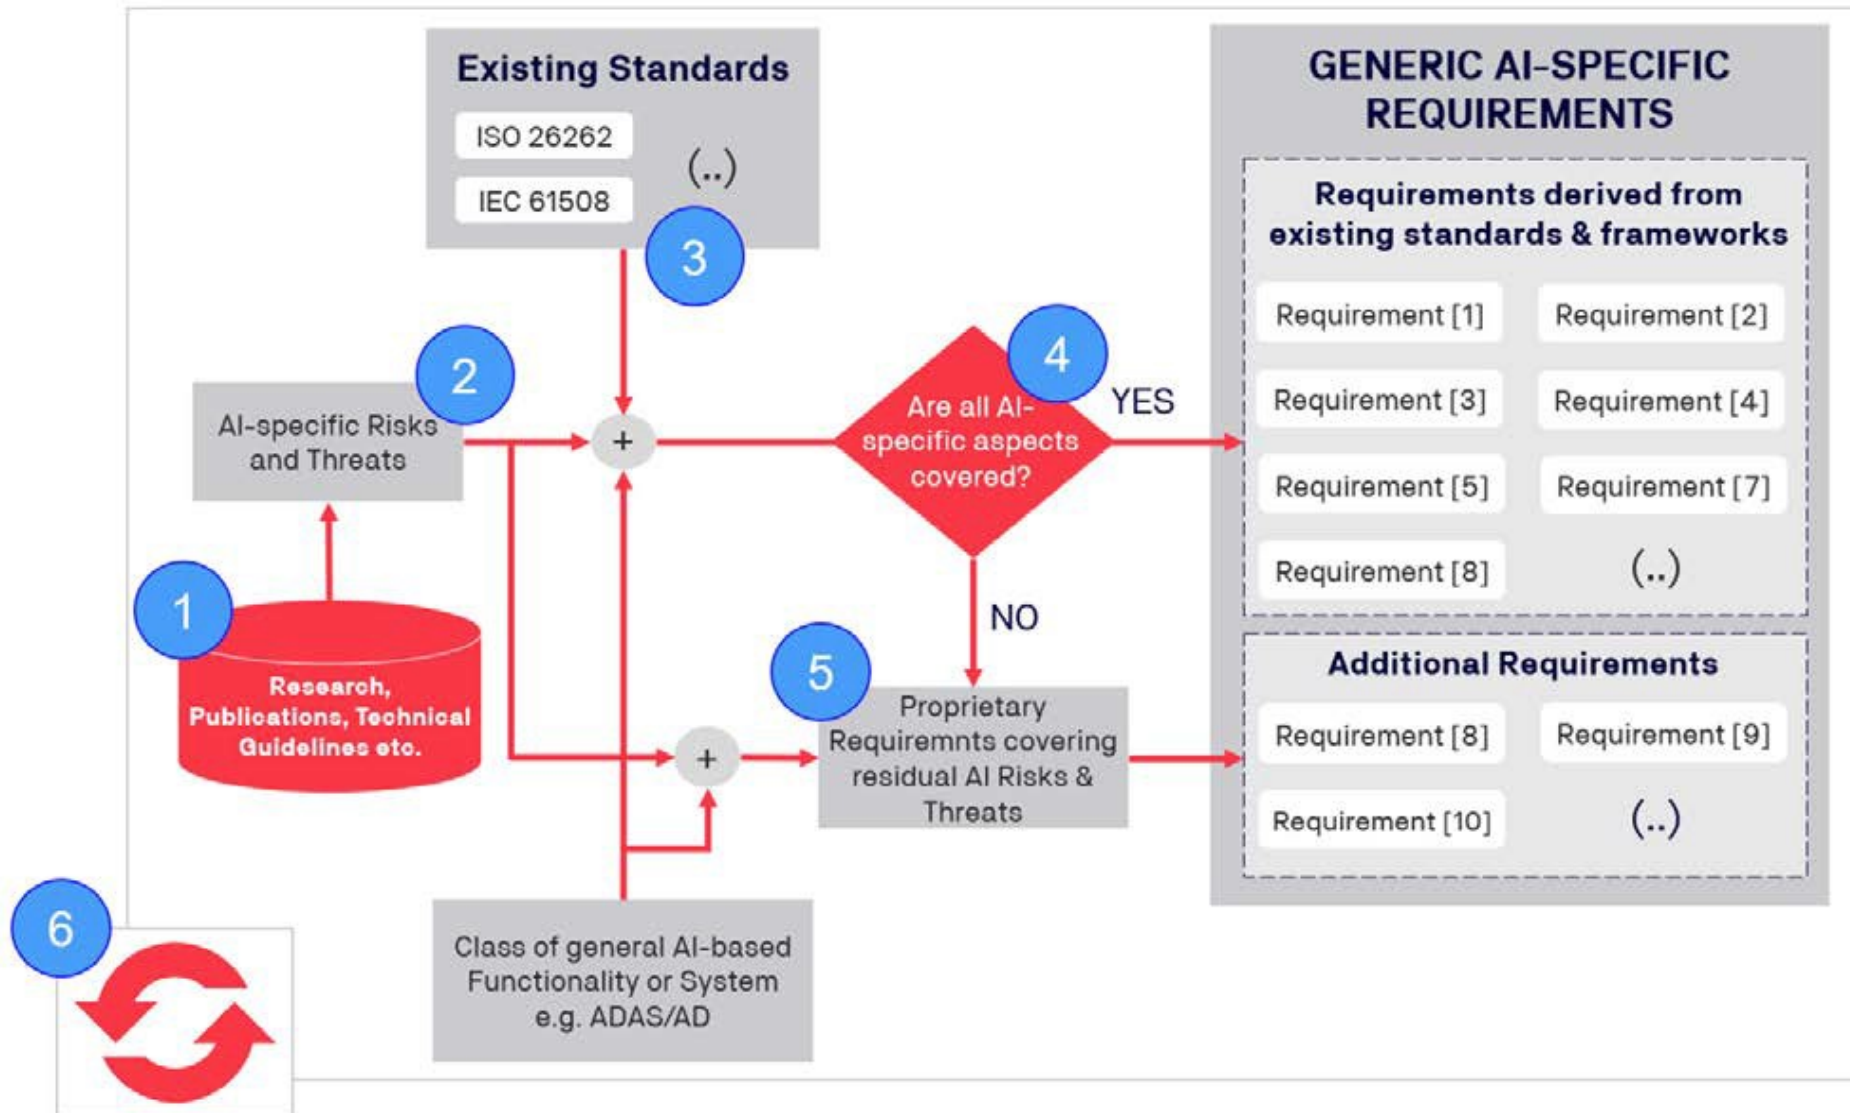 Existing Standards
ISO 26262
IEC 61508
(..)
3
2
AI-specific Risks
and Threats
+
1
Research,
Publications, Technical
Guidelines etc.
4
Are all AI-
specific aspects
covered?
YES
NO
5
Proprietary
Requiremnts covering
residual AI Risks &
Threats
+
6
Class of general AI-based
Functionality or System
e.g. ADAS/AD
GENERIC AI-SPECIFIC
REQUIREMENTS
Requirements derived from
existing standards & frameworks
Requirement [1]
Requirement [2]
Requirement [3]
Requirement [4]
Requirement [5]
Requirement [7]
Requirement [8]
(..)
Additional Requirements
Requirement [8]
Requirement [9]
Requirement [10]
(..)